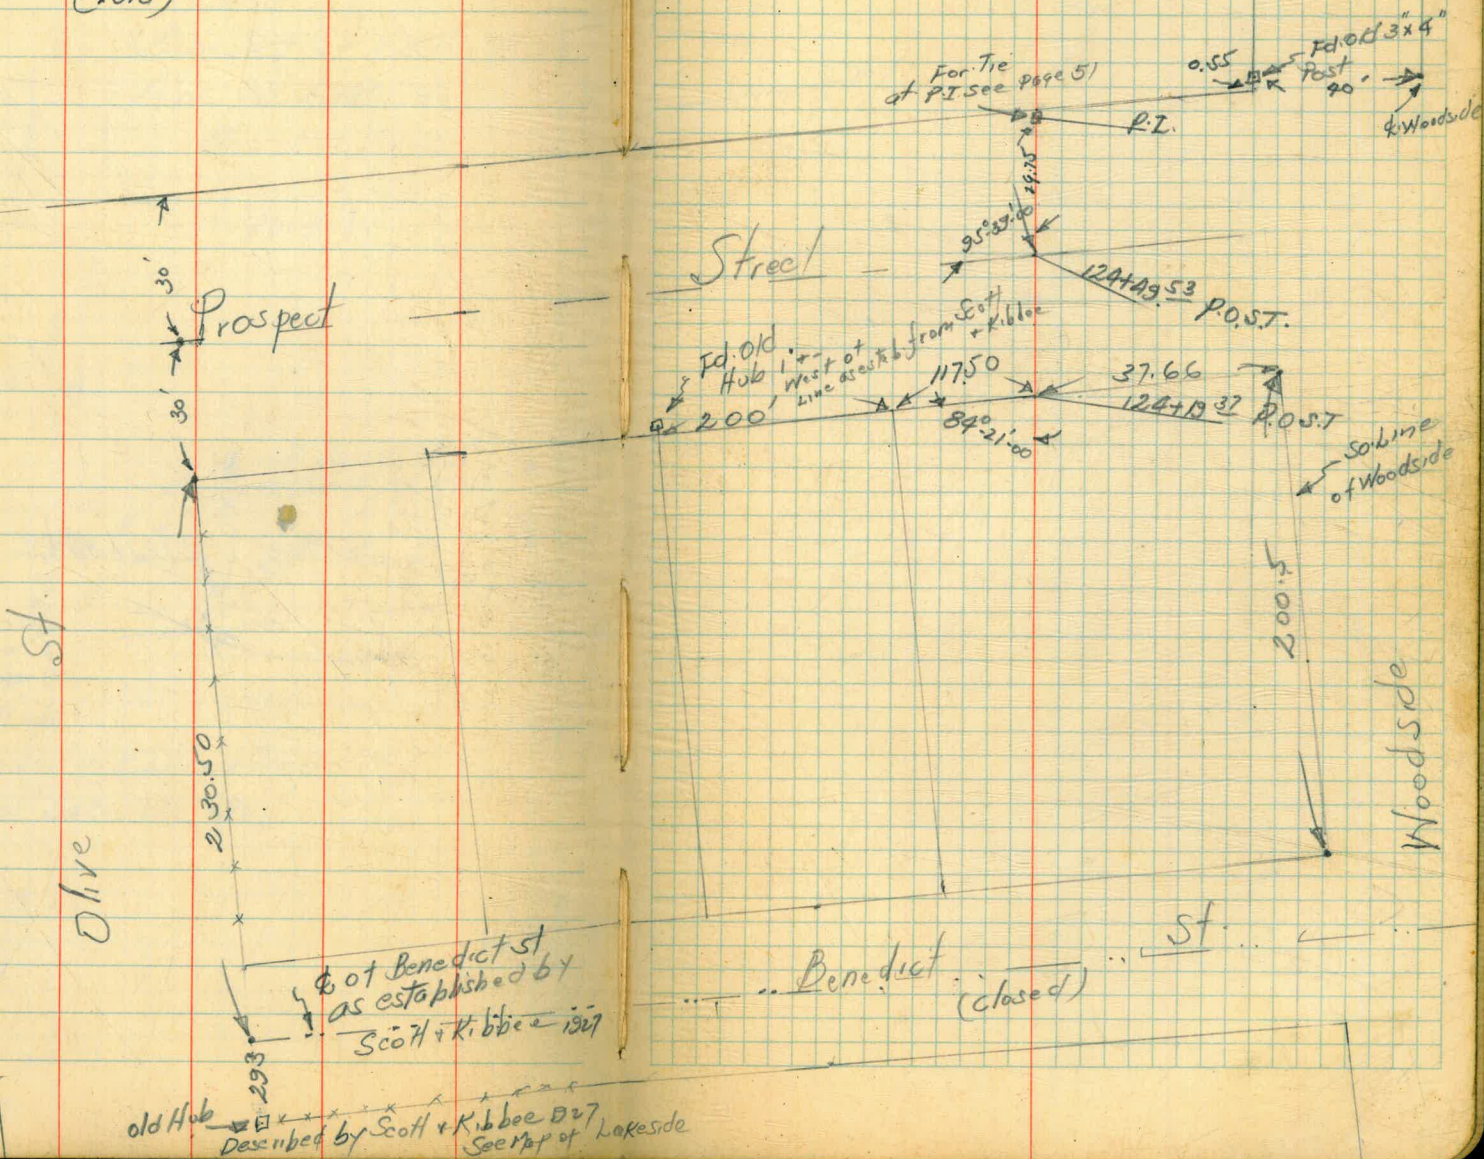 For Tie
at P.I. See page 51
0.55
Fd. Old 3"x4"
Post
40'
℄ Woodside
P.I.
29.75
95°-39'-00
30'
Prospect
Street
30'
124+49.53 P.O.S.T.
Fd. Old
Hub 1'+-
West of
Line as estab from Scott
+ Kibbee
200'
117.50
37.66
124+19.37 P.O.S.T
84°-21'-00
So. Line
of Woodside
200.5
St.
Olive
230.50
Woodside
℄ of Benedict St
as established by
Scott & Kibbee 1927
Benedict St.
(closed)
293
old Hub
Described by Scott & Kibbee 1927
See Map of Lakeside